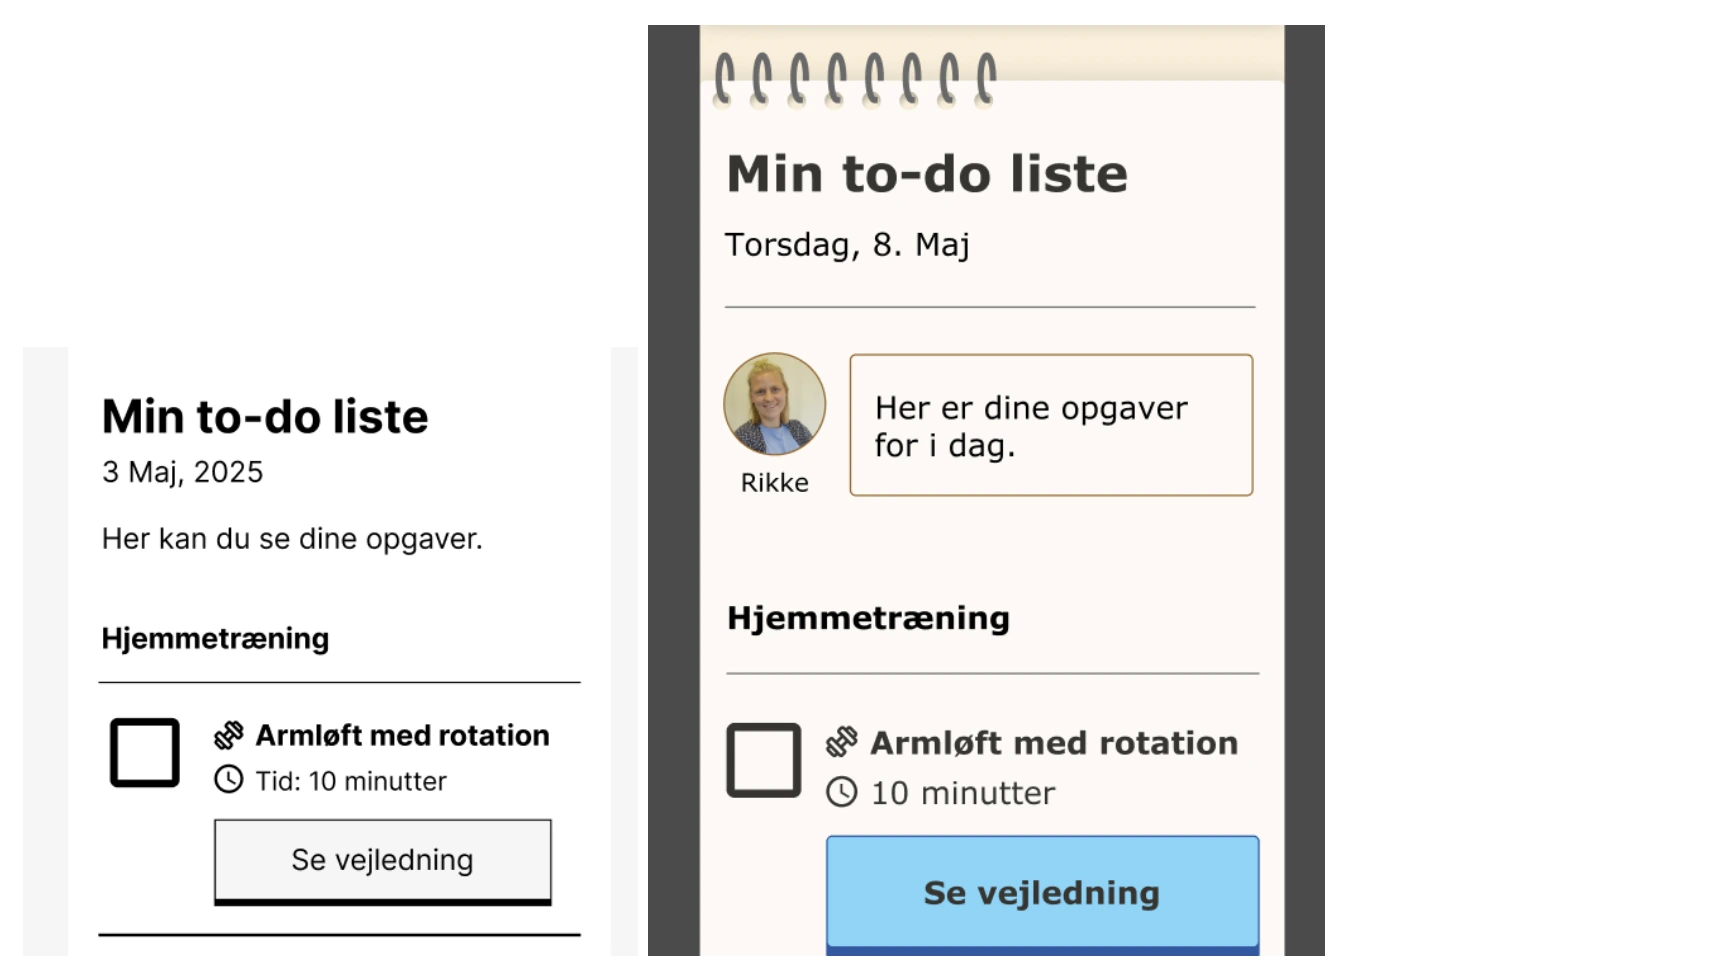 Min to-do liste
3 Maj, 2025
Her kan du se dine opgaver.
Hjemmetræning
Armløft med rotation
Tid: 10 minutter
Se vejledning
Min to-do liste
Torsdag, 8. Maj
Rikke
Her er dine opgaver
for i dag.
Hjemmetræning
Armløft med rotation
10 minutter
Se vejledning